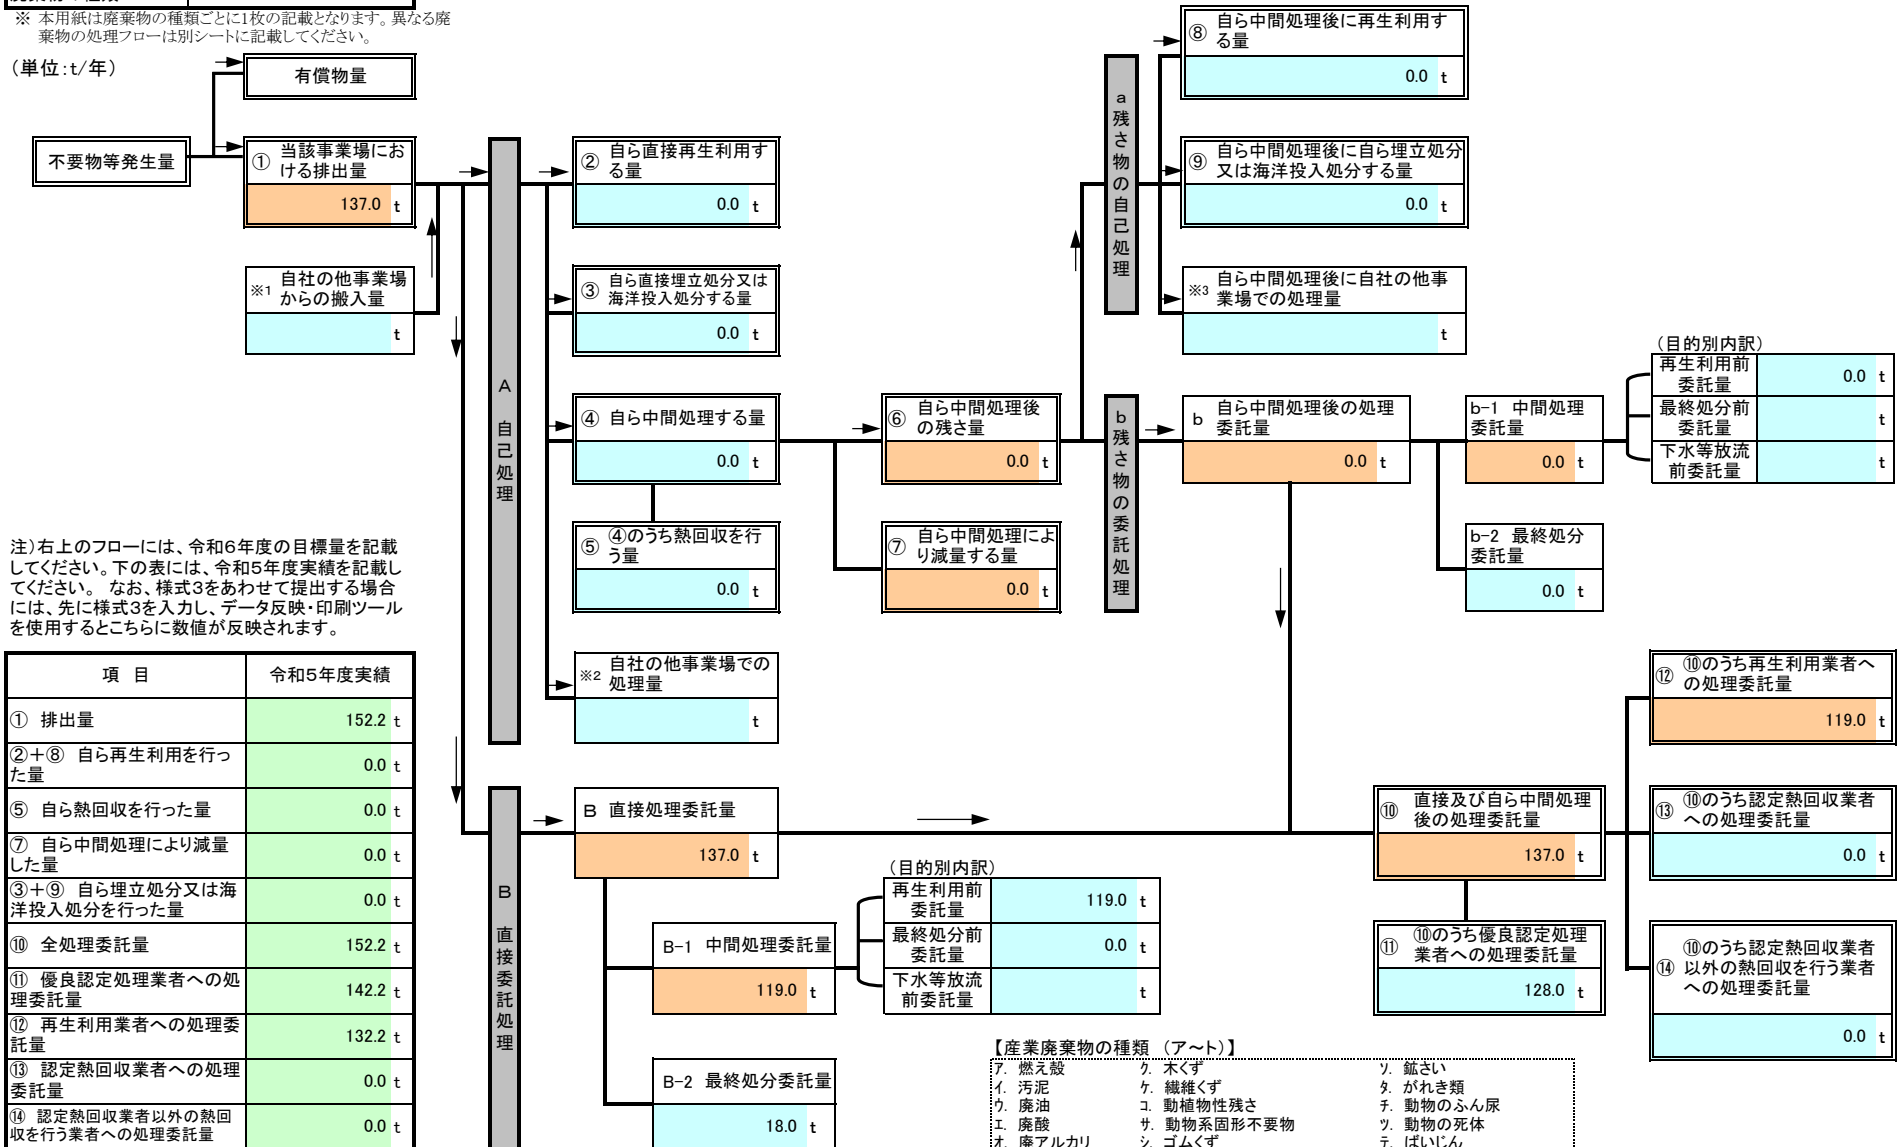 ※ 本用紙は廃棄物の種類ごとに1枚の記載となります。異なる廃
棄物の処理フローは別シートに記載してください。
（単位：t/年）
有償物量
不要物等発生量
① 当該事業場にお
ける排出量
137.0 t
※1 自社の他事業場
からの搬入量
t
A 自己処理
② 自ら直接再生利用す
る量
0.0 t
③ 自ら直接埋立処分又は
海洋投入処分する量
0.0 t
④ 自ら中間処理する量
0.0 t
⑤ ④のうち熱回収を行
う量
0.0 t
※2 自社の他事業場での
処理量
t
⑥ 自ら中間処理後
の残さ量
0.0 t
⑦ 自ら中間処理によ
り減量する量
0.0 t
a残さ物の自己処理
⑧ 自ら中間処理後に再生利用す
る量
0.0 t
⑨ 自ら中間処理後に自ら埋立処分
又は海洋投入処分する量
0.0 t
※3 自ら中間処理後に自社の他事
業場での処理量
t
b残さ物の委託処理
b 自ら中間処理後の処理
委託量
0.0 t
b-1 中間処理
委託量
0.0 t
b-2 最終処分
委託量
0.0 t
（目的別内訳）
再生利用前
委託量
0.0 t
最終処分前
委託量
t
下水等放流
前委託量
t
注）右上のフローには、令和6年度の目標量を記載
してください。下の表には、令和5年度実績を記載し
てください。 なお、様式3をあわせて提出する場合
には、先に様式3を入力し、データ反映・印刷ツール
を使用するとこちらに数値が反映されます。
項 目 令和5年度実績
① 排出量 152.2 t
②＋⑧ 自ら再生利用を行っ
た量
0.0 t
⑤ 自ら熱回収を行った量 0.0 t
⑦ 自ら中間処理により減量
した量
0.0 t
③＋⑨ 自ら埋立処分又は海
洋投入処分を行った量
0.0 t
⑩ 全処理委託量 152.2 t
⑪ 優良認定処理業者への処
理委託量
142.2 t
⑫ 再生利用業者への処理委
託量
132.2 t
⑬ 認定熱回収業者への処理
委託量
0.0 t
⑭ 認定熱回収業者以外の熱回
収を行う業者への処理委託量
0.0 t
B 直接委託処理
B 直接処理委託量
137.0 t
B-1 中間処理委託量
119.0 t
B-2 最終処分委託量
18.0 t
（目的別内訳）
再生利用前
委託量
119.0 t
最終処分前
委託量
0.0 t
下水等放流
前委託量
t
⑩ 直接及び自ら中間処理
後の処理委託量
137.0 t
⑪ ⑩のうち優良認定処理
業者への処理委託量
128.0 t
⑫ ⑩のうち再生利用業者へ
の処理委託量
119.0 t
⑬ ⑩のうち認定熱回収業者
への処理委託量
0.0 t
⑭ ⑩のうち認定熱回収業者
以外の熱回収を行う業者
への処理委託量
0.0 t
【産業廃棄物の種類 （ア～ト）】
ア. 燃え殻 ク. 木くず ソ. 鉱さい
イ. 汚泥 ケ. 繊維くず タ. がれき類
ウ. 廃油 コ. 動植物性残さ チ. 動物のふん尿
エ. 廃酸 サ. 動物系固形不要物 ツ. 動物の死体
オ. 廃アルカリ シ. ゴムくず テ. ばいじん